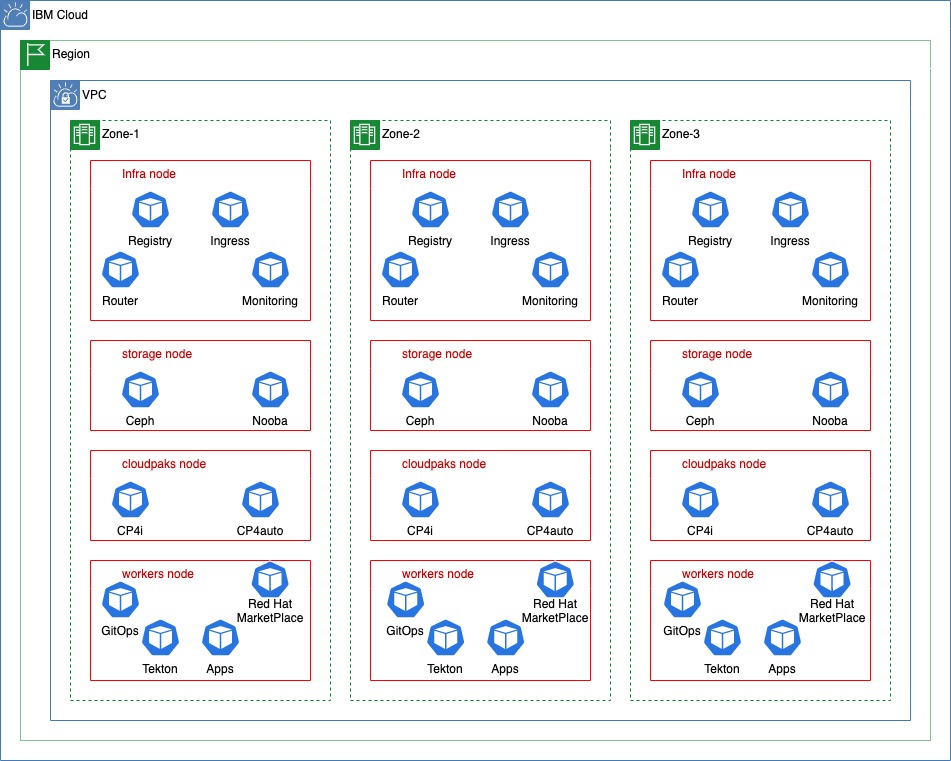 IBM Cloud
Region
VPC
Zone-1
Infra node
Registry
Ingress
Router
Monitoring
storage node
Ceph
Nooba
cloudpaks node
CP4i
CP4auto
workers node
GitOps
Red Hat
MarketPlace
Tekton
Apps
Zone-2
Infra node
Registry
Ingress
Router
Monitoring
storage node
Ceph
Nooba
cloudpaks node
CP4i
CP4auto
workers node
GitOps
Red Hat
MarketPlace
Tekton
Apps
Zone-3
Infra node
Registry
Ingress
Router
Monitoring
storage node
Ceph
Nooba
cloudpaks node
CP4i
CP4auto
workers node
GitOps
Red Hat
MarketPlace
Tekton
Apps